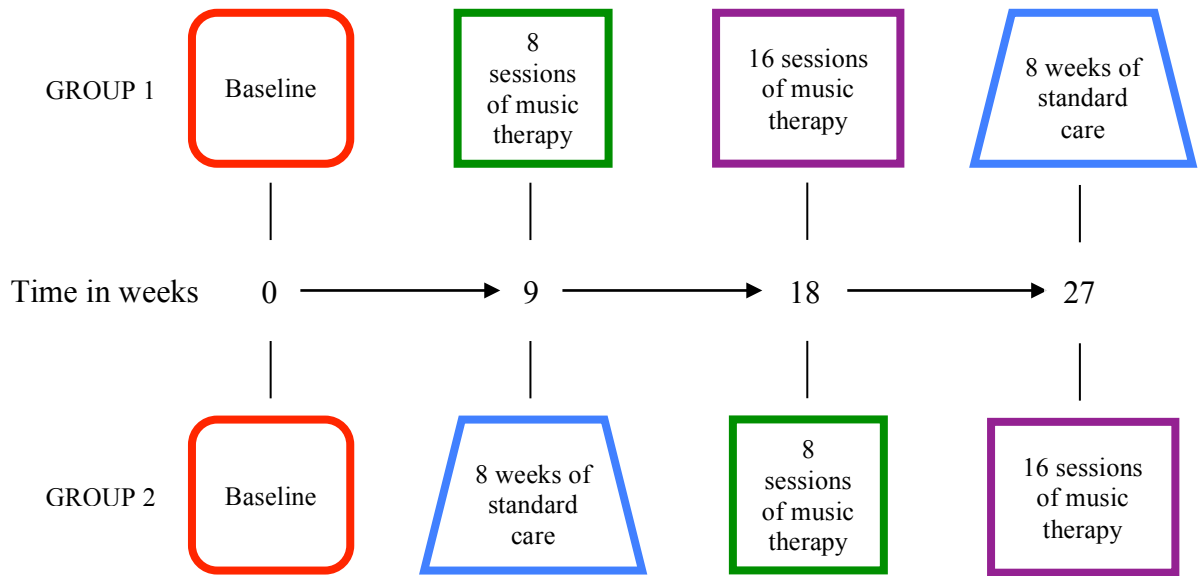 GROUP 1
Baseline
8
sessions
of music
therapy
16 sessions
of music
therapy
8 weeks of
standard
care
Time in weeks 0 9 18 27
GROUP 2
Baseline
8 weeks of
standard
care
8
sessions
of music
therapy
16 sessions
of music
therapy